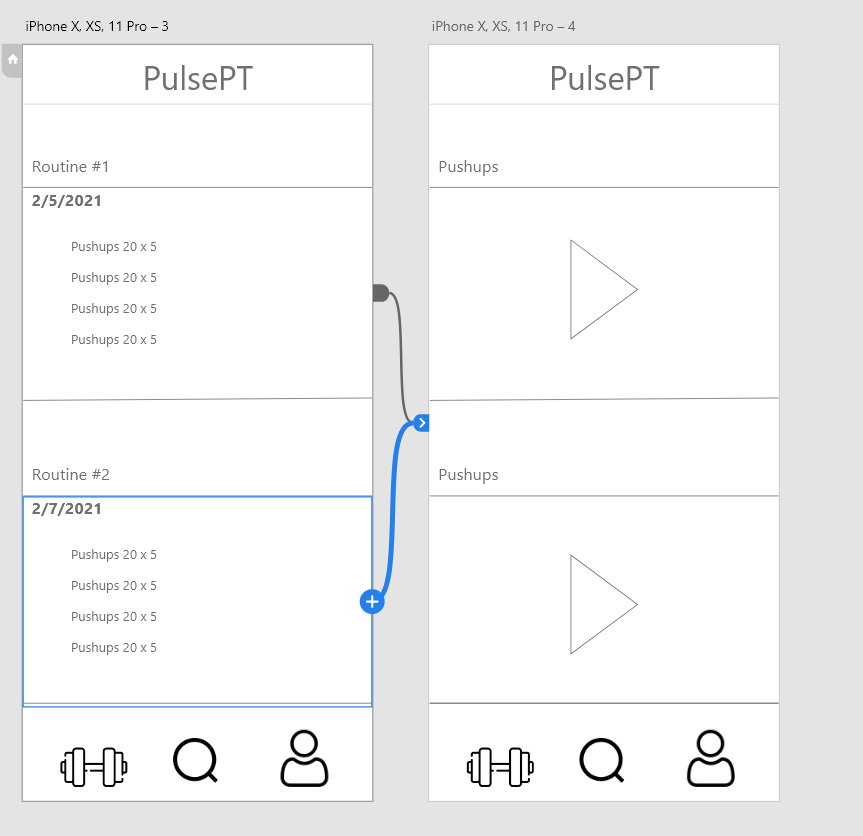 iPhone X, XS, 11 Pro – 3
PulsePT
Routine #1
2/5/2021
Pushups 20 x 5
Pushups 20 x 5
Pushups 20 x 5
Pushups 20 x 5
Routine #2
2/7/2021
Pushups 20 x 5
Pushups 20 x 5
Pushups 20 x 5
Pushups 20 x 5
iPhone X, XS, 11 Pro – 4
PulsePT
Pushups
Pushups